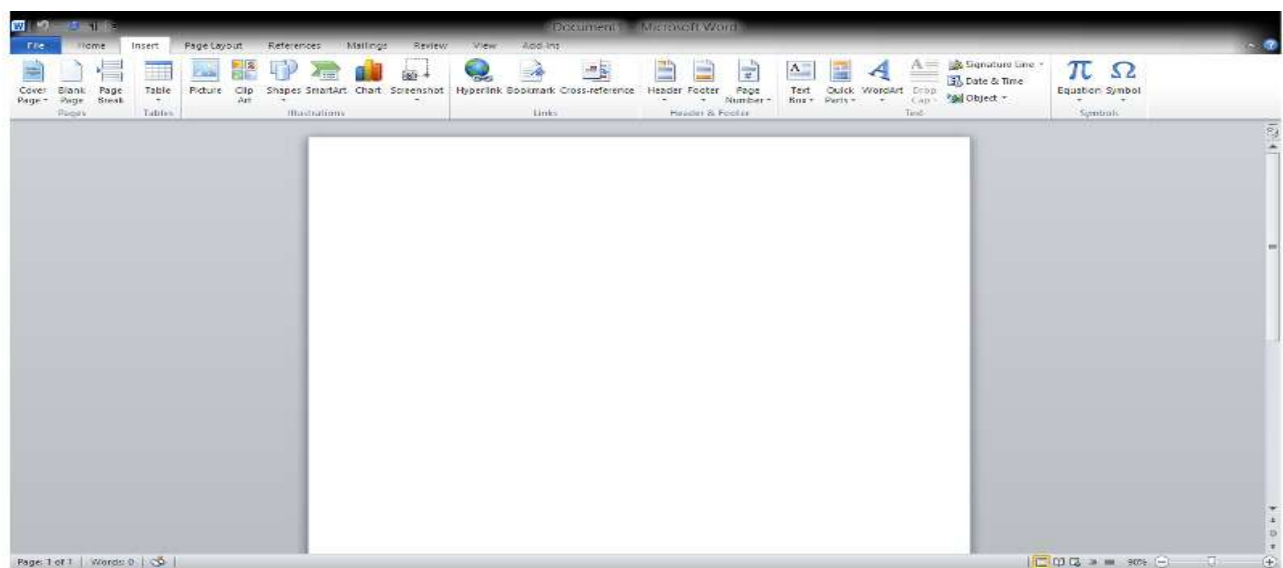 W
Document1 - Microsoft Word
File Home Insert Page Layout References Mailings Review View Add-Ins
Cover Page Blank Page Page Break Table Picture Clip Art Shapes SmartArt Chart Screenshot Hyperlink Bookmark Cross-reference Header Footer Page Number Text Box Quick Parts WordArt Drop Cap Signature Line Date & Time Object Equation Symbol
Pages Tables Illustrations Links Header & Footer Text Symbols
Page: 1 of 1 Words: 0 90%